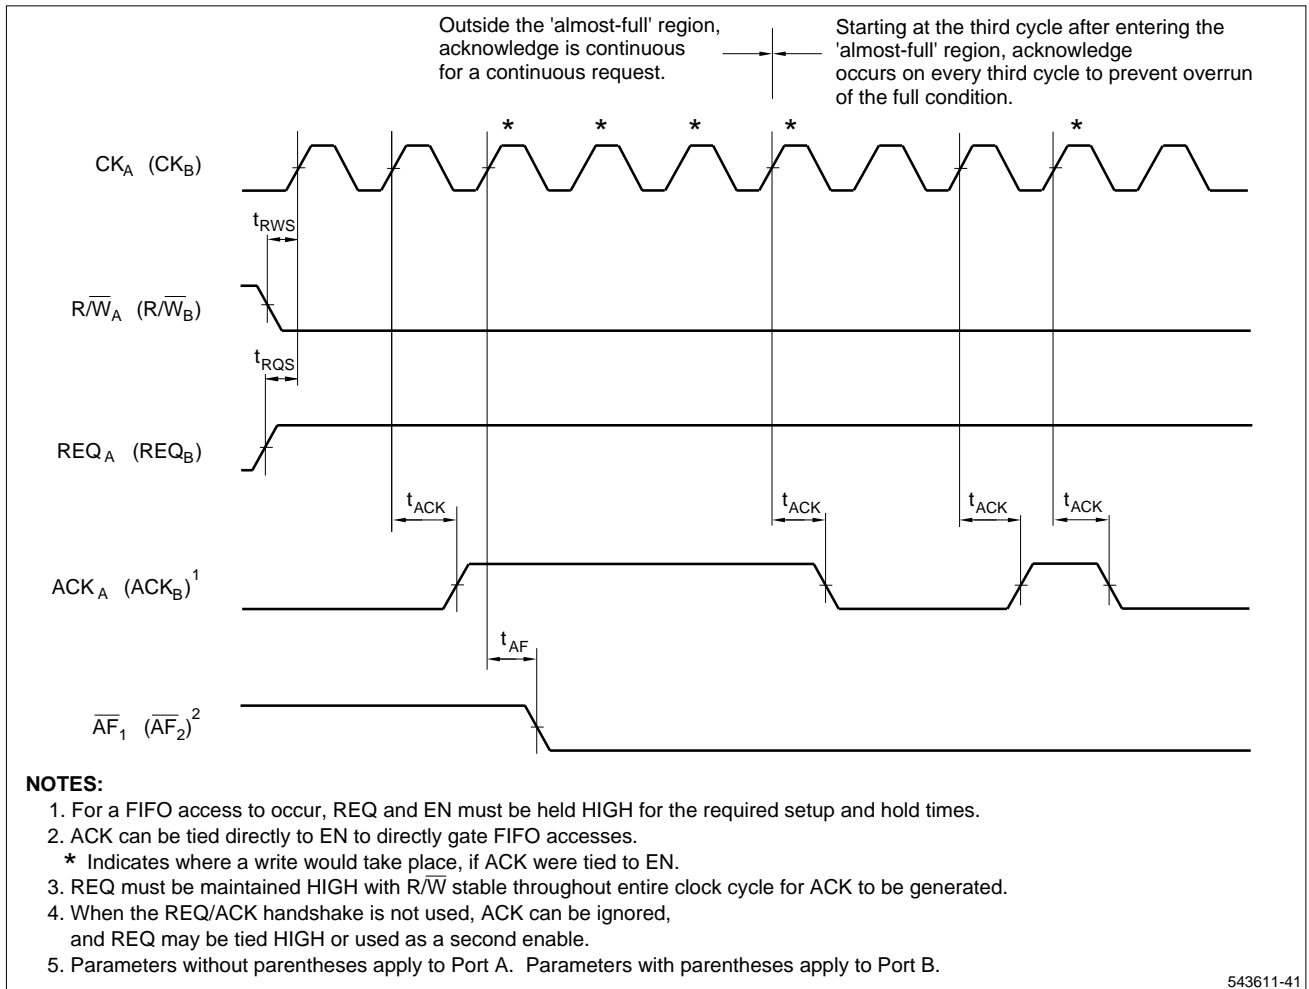 Outside the 'almost-full' region,
acknowledge is continuous
for a continuous request.
Starting at the third cycle after entering the
'almost-full' region, acknowledge
occurs on every third cycle to prevent overrun
of the full condition.
* * * * *
CKA (CKB)
tRWS
R/W̅A (R/W̅B)
tRQS
REQA (REQB)
tACK tACK tACK tACK
ACKA (ACKB)1
tAF
A̅F̅1 (A̅F̅2)2
NOTES:
1. For a FIFO access to occur, REQ and EN must be held HIGH for the required setup and hold times.
2. ACK can be tied directly to EN to directly gate FIFO accesses.
* Indicates where a write would take place, if ACK were tied to EN.
3. REQ must be maintained HIGH with R/W̅ stable throughout entire clock cycle for ACK to be generated.
4. When the REQ/ACK handshake is not used, ACK can be ignored,
and REQ may be tied HIGH or used as a second enable.
5. Parameters without parentheses apply to Port A. Parameters with parentheses apply to Port B.
543611-41